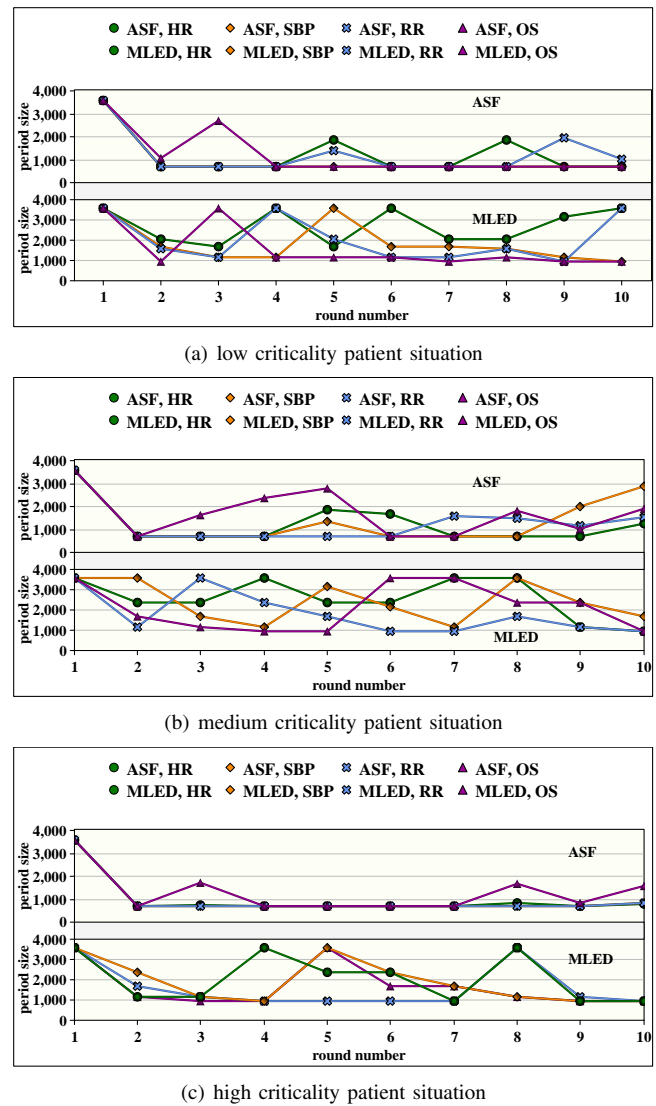 ASF, HR ASF, SBP ASF, RR ASF, OS
MLED, HR MLED, SBP MLED, RR MLED, OS
period size
4,000
3,000
2,000
1,000
0
ASF
period size
4,000
3,000
2,000
1,000
0
MLED
1 2 3 4 5 6 7 8 9 10
round number
(a) low criticality patient situation
ASF, HR ASF, SBP ASF, RR ASF, OS
MLED, HR MLED, SBP MLED, RR MLED, OS
period size
4,000
3,000
2,000
1,000
0
ASF
period size
4,000
3,000
2,000
1,000
0
MLED
1 2 3 4 5 6 7 8 9 10
round number
(b) medium criticality patient situation
ASF, HR ASF, SBP ASF, RR ASF, OS
MLED, HR MLED, SBP MLED, RR MLED, OS
period size
4,000
3,000
2,000
1,000
0
ASF
period size
4,000
3,000
2,000
1,000
0
MLED
1 2 3 4 5 6 7 8 9 10
round number
(c) high criticality patient situation